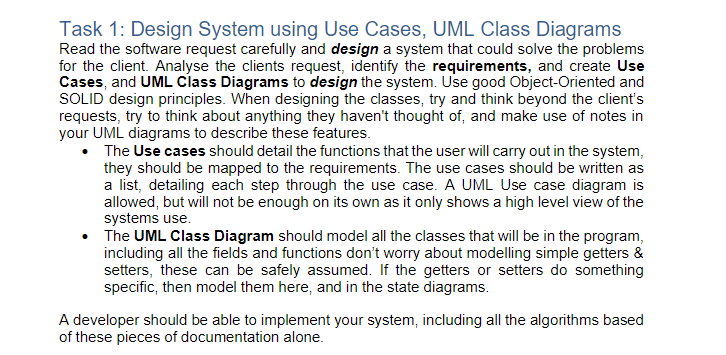 Task 1: Design System using Use Cases, UML Class Diagrams
Read the software request carefully and design a system that could solve the problems
for the client. Analyse the clients request, identify the requirements, and create Use
Cases, and UML Class Diagrams to design the system. Use good Object-Oriented and
SOLID design principles. When designing the classes, try and think beyond the client's
requests, try to think about anything they haven't thought of, and make use of notes in
your UML diagrams to describe these features.
• The Use cases should detail the functions that the user will carry out in the system,
they should be mapped to the requirements. The use cases should be written as
a list, detailing each step through the use case. A UML Use case diagram is
allowed, but will not be enough on its own as it only shows a high level view of the
systems use.
• The UML Class Diagram should model all the classes that will be in the program,
including all the fields and functions don't worry about modelling simple getters &
setters, these can be safely assumed. If the getters or setters do something
specific, then model them here, and in the state diagrams.
A developer should be able to implement your system, including all the algorithms based
of these pieces of documentation alone.